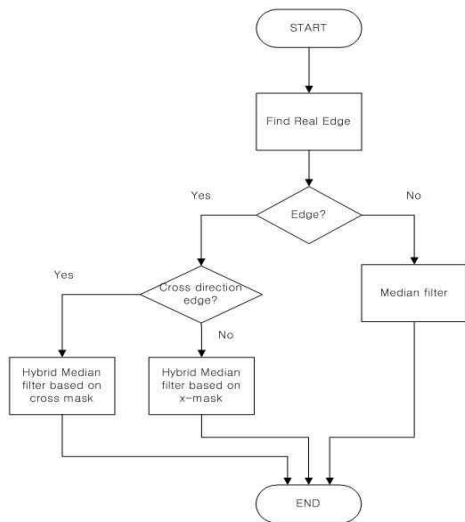 START
Find Real Edge
Yes
No
Edge?
Yes
Cross direction
edge?
Median filter
No
Hybrid Median
filter based on
cross mask
Hybrid Median
filter based on
x-mask
END